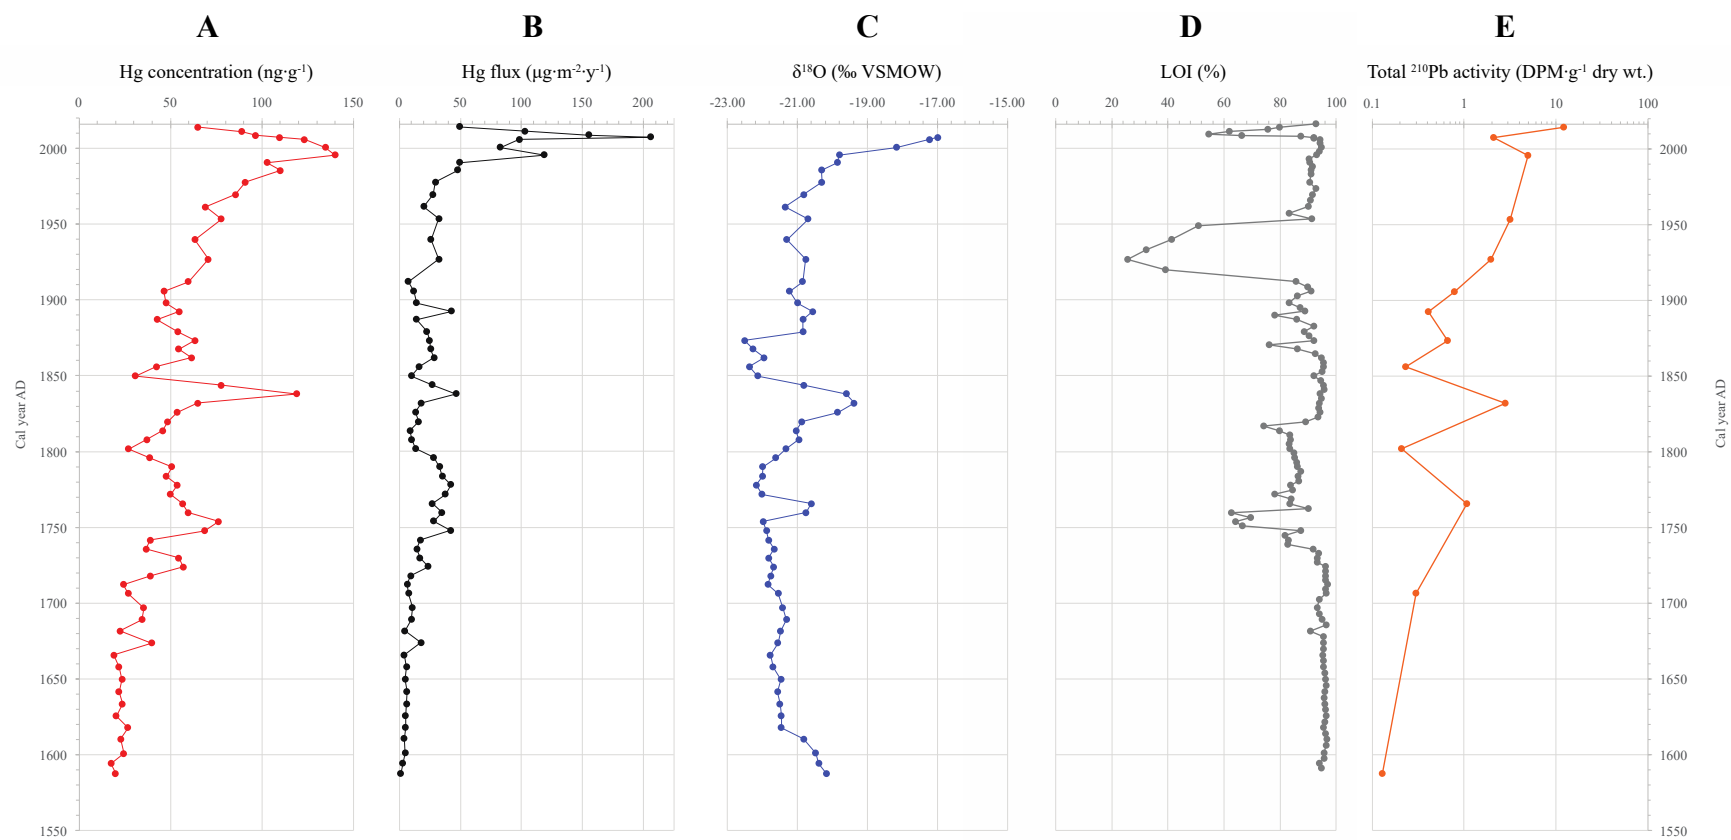 A B C D E
Hg concentration (ng·g⁻¹) Hg flux (µg·m⁻²·y⁻¹) δ¹⁸O (‰ VSMOW) LOI (%) Total ²¹⁰Pb activity (DPM·g⁻¹ dry wt.)
0 50 100 150 0 50 100 150 200 -23.00 -21.00 -19.00 -17.00 -15.00 0 20 40 60 80 100 0.1 1 10 100
2000 2000
1950 1950
1900 1900
1850 1850
Cal year AD Cal year AD
1800 1800
1750 1750
1700 1700
1650 1650
1600 1600
1550 1550